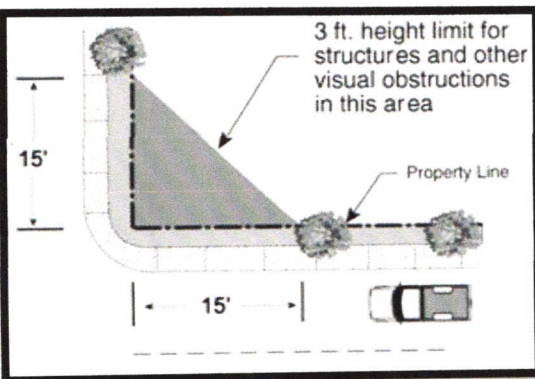 3 ft. height limit for
structures and other
visual obstructions
in this area
15'
Property Line
15'